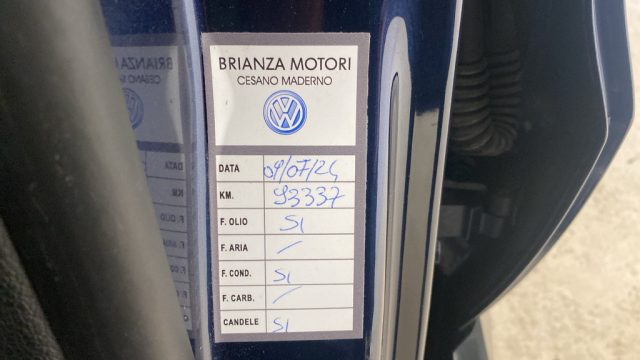 BRIANZA MOTORI
CESANO MADERNO
DATA 09/07/24
KM. 93337
F. OLIO SI
F. ARIA /
F. COND. SI
F. CARB. /
CANDELE SI